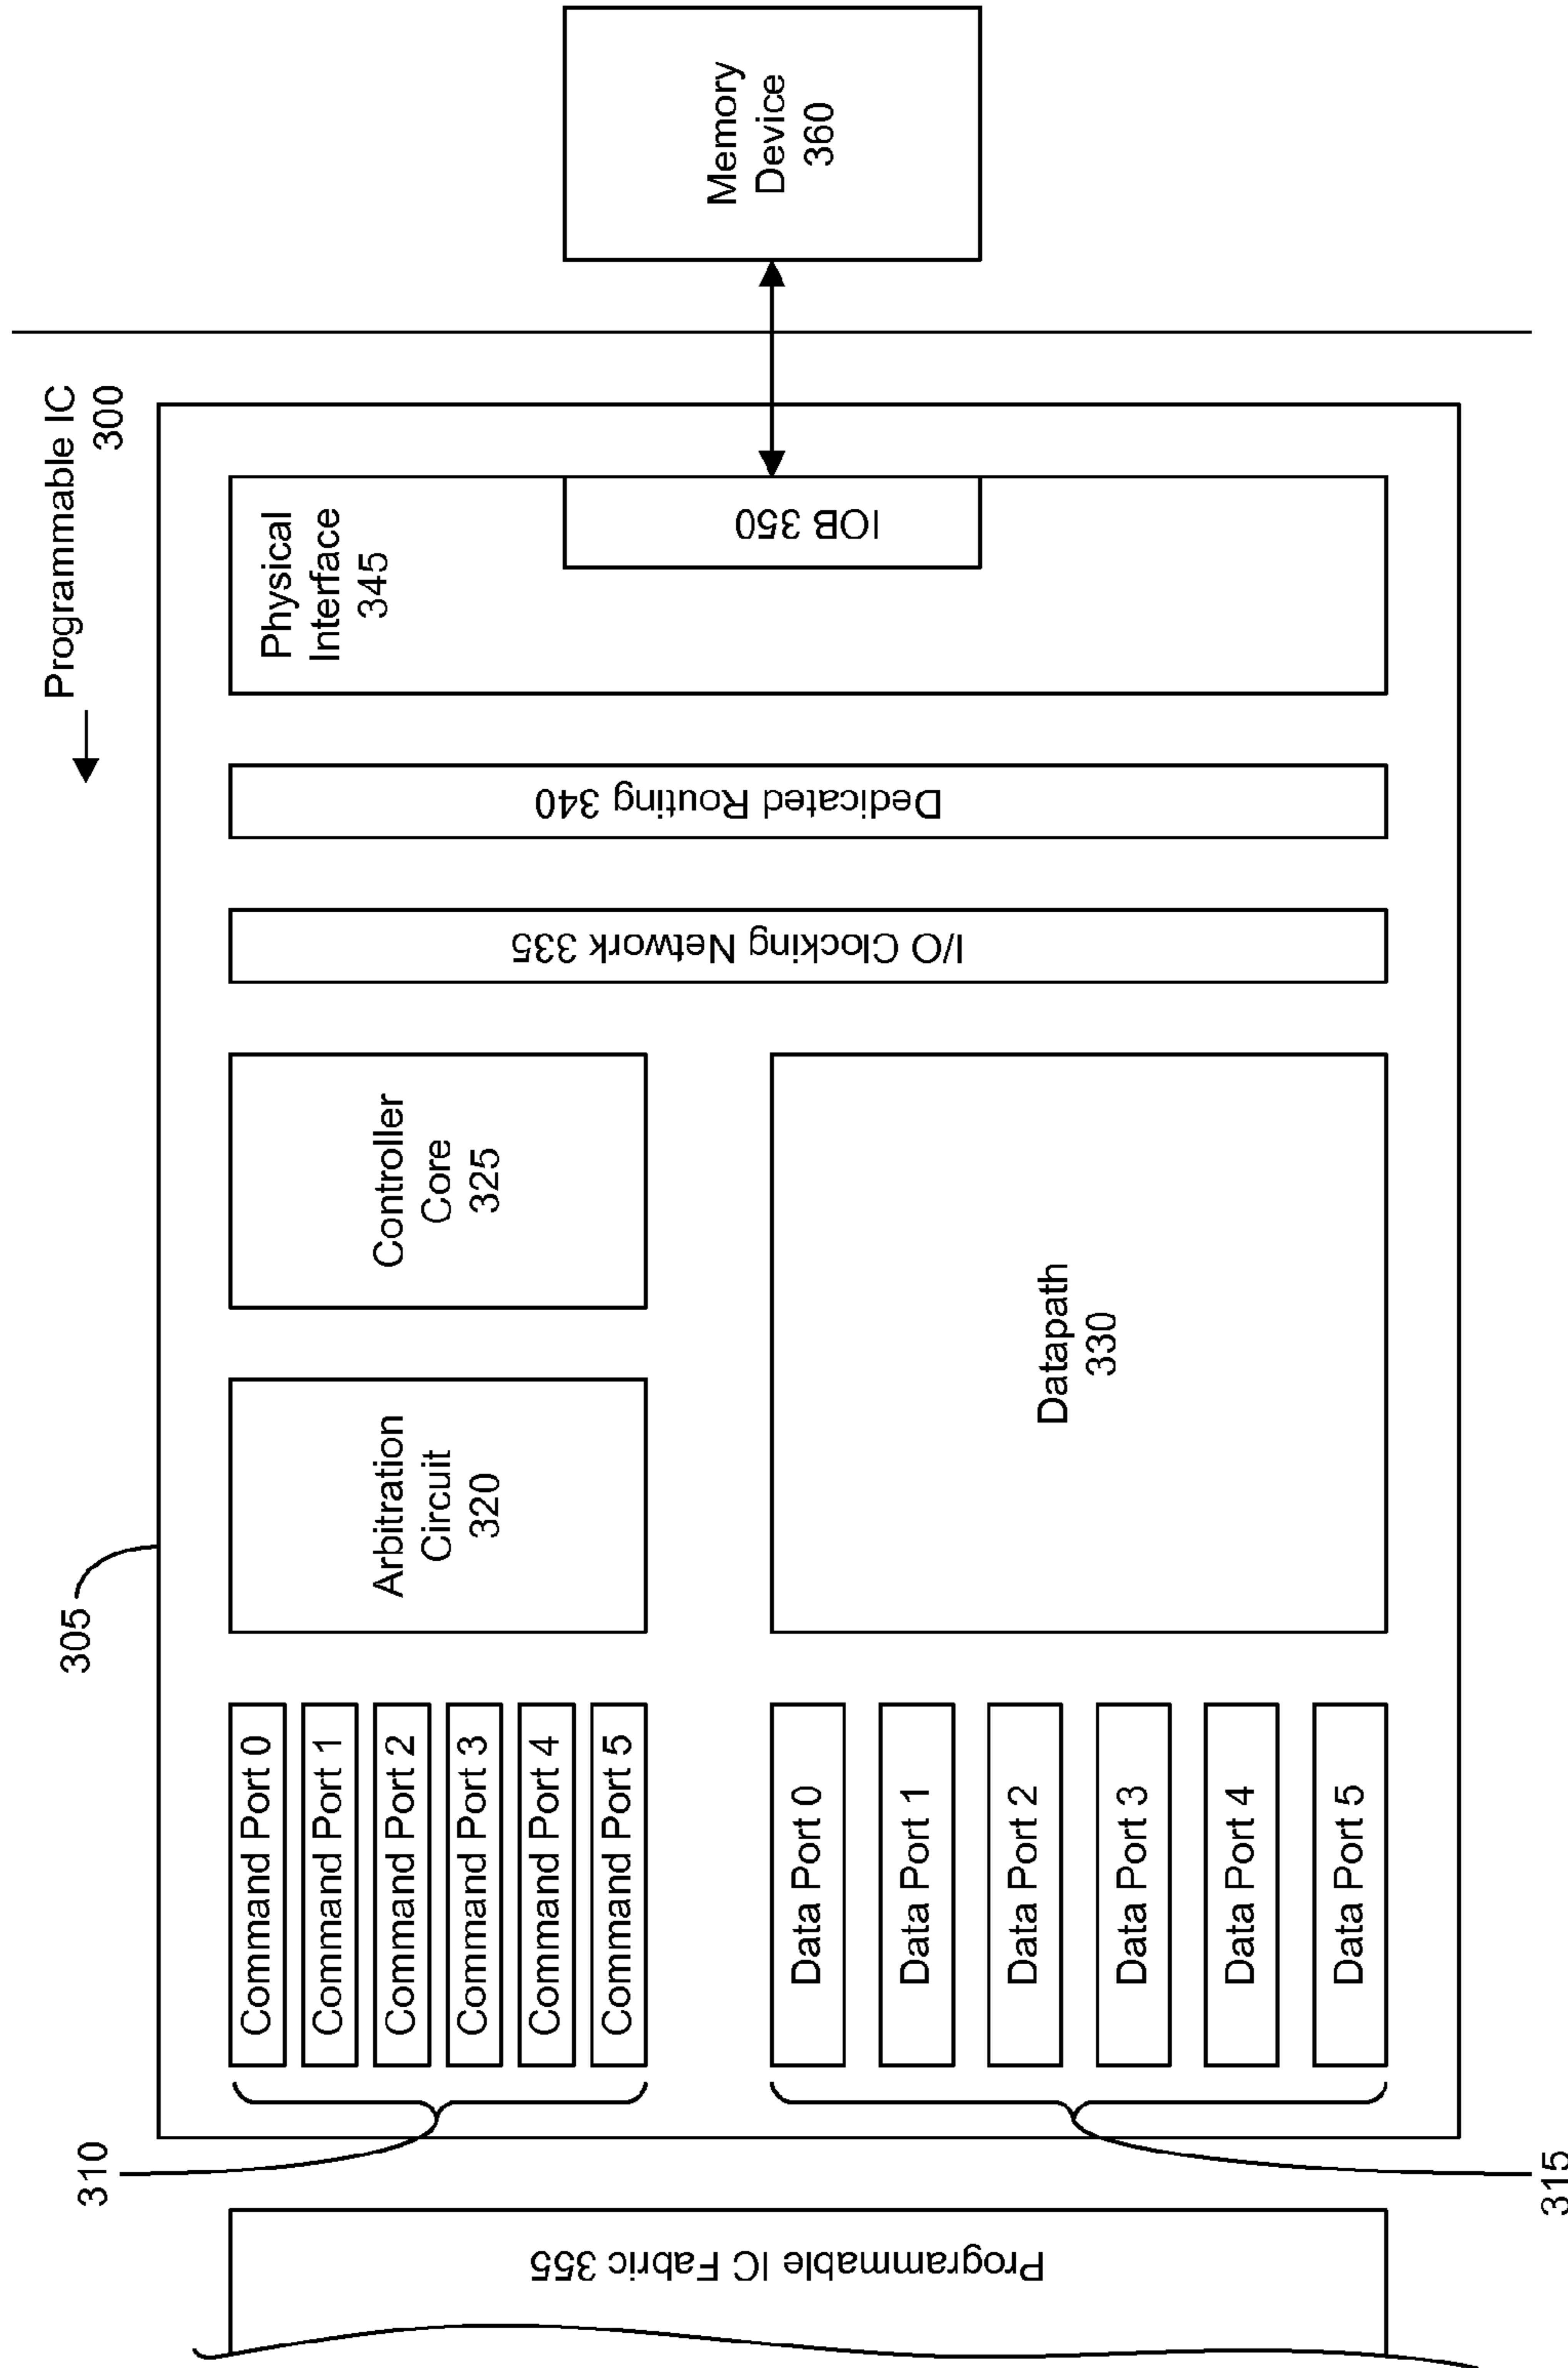 Programmable IC
300
305
310
315
Programmable IC Fabric 355
Command Port 0
Command Port 1
Command Port 2
Command Port 3
Command Port 4
Command Port 5
Data Port 0
Data Port 1
Data Port 2
Data Port 3
Data Port 4
Data Port 5
Arbitration
Circuit
320
Controller
Core
325
Datapath
330
I/O Clocking Network 335
Dedicated Routing 340
Physical
Interface
345
IOB 350
Memory
Device
360